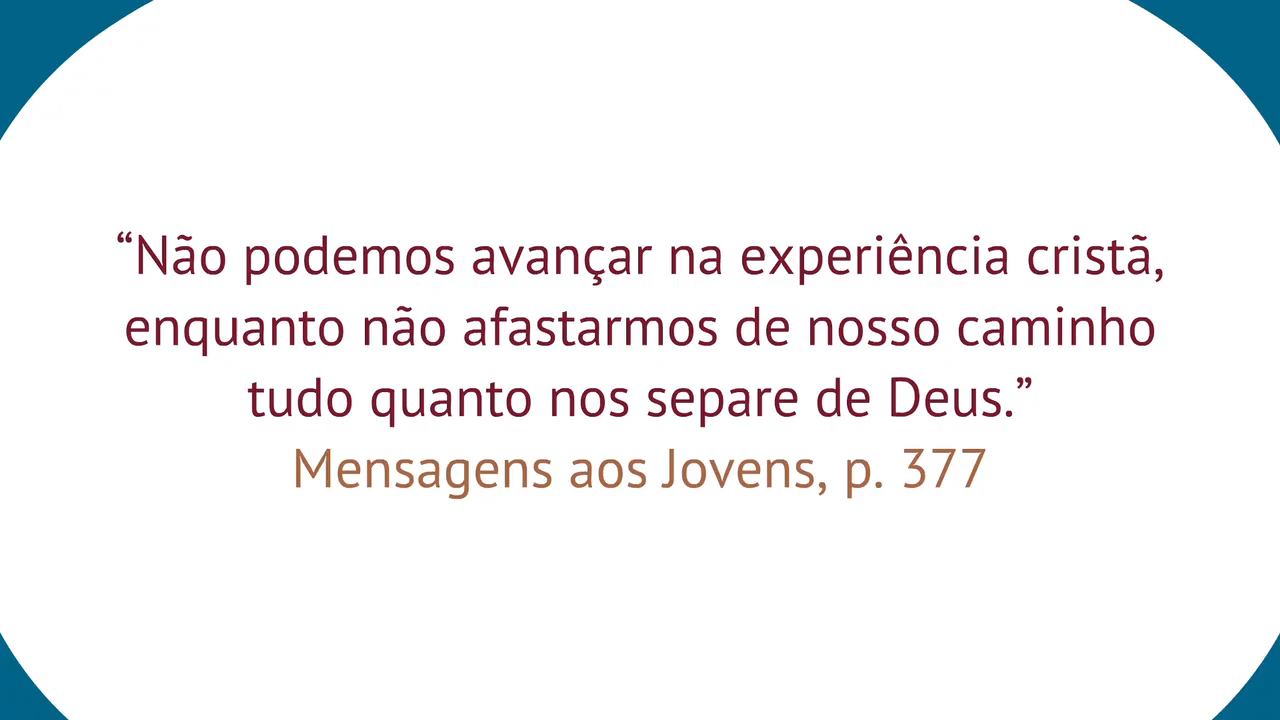 “Não podemos avançar na experiência cristã,
enquanto não afastarmos de nosso caminho
tudo quanto nos separe de Deus.”
Mensagens aos Jovens, p. 377